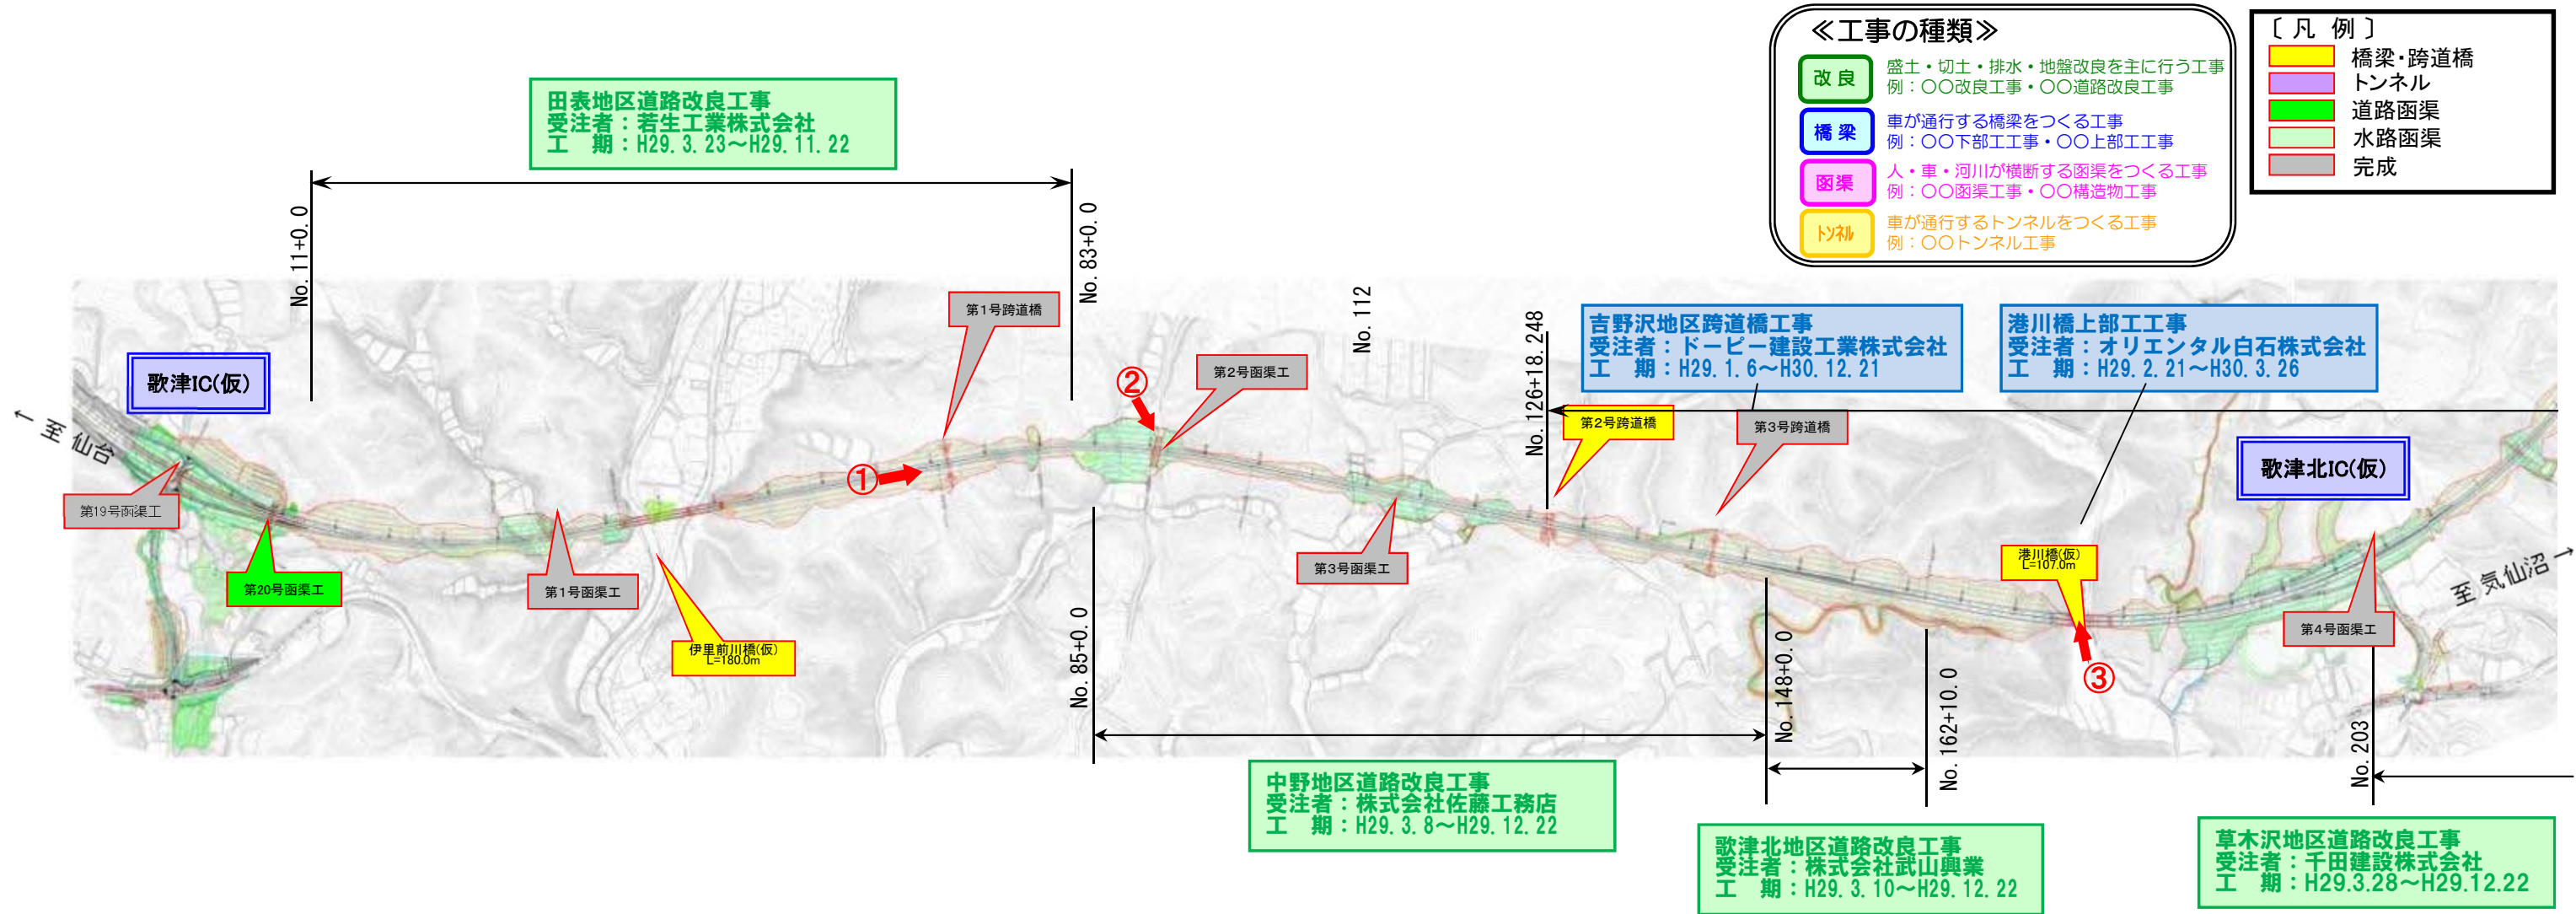 ≪工事の種類≫
改 良
盛土・切土・排水・地盤改良を主に行う工事
例：〇〇改良工事・〇〇道路改良工事
橋 梁
車が通行する橋梁をつくる工事
例：〇〇下部工工事・〇〇上部工工事
函渠
人・車・河川が横断する函渠をつくる工事
例：〇〇函渠工事・〇〇構造物工事
トンネル
車が通行するトンネルをつくる工事
例：〇〇トンネル工事
〔 凡 例 〕
橋梁・跨道橋
トンネル
道路函渠
水路函渠
完成
田表地区道路改良工事
受注者：若生工業株式会社
工　期：H29. 3. 23～H29. 11. 22
No. 11+0. 0
No. 83+0. 0
第1号跨道橋
No. 112
No. 126+18. 248
吉野沢地区跨道橋工事
受注者：ドーピー建設工業株式会社
工　期：H29. 1. 6～H30. 12. 21
港川橋上部工工事
受注者：オリエンタル白石株式会社
工　期：H29. 2. 21～H30. 3. 26
歌津IC(仮)
②
第2号函渠工
第2号跨道橋
第3号跨道橋
歌津北IC(仮)
← 至 仙台
①
第19号函渠工
第20号函渠工
第1号函渠工
第3号函渠工
港川橋(仮)
L=107.0m
至 気仙沼 →
伊里前川橋(仮)
L=180.0m
第4号函渠工
③
No. 85+0. 0
No. 148+0. 0
No. 162+10. 0
No. 203
中野地区道路改良工事
受注者：株式会社佐藤工務店
工　期：H29. 3. 8～H29. 12. 22
歌津北地区道路改良工事
受注者：株式会社武山興業
工　期：H29. 3. 10～H29. 12. 22
草木沢地区道路改良工事
受注者：千田建設株式会社
工　期：H29.3.28～H29.12.22